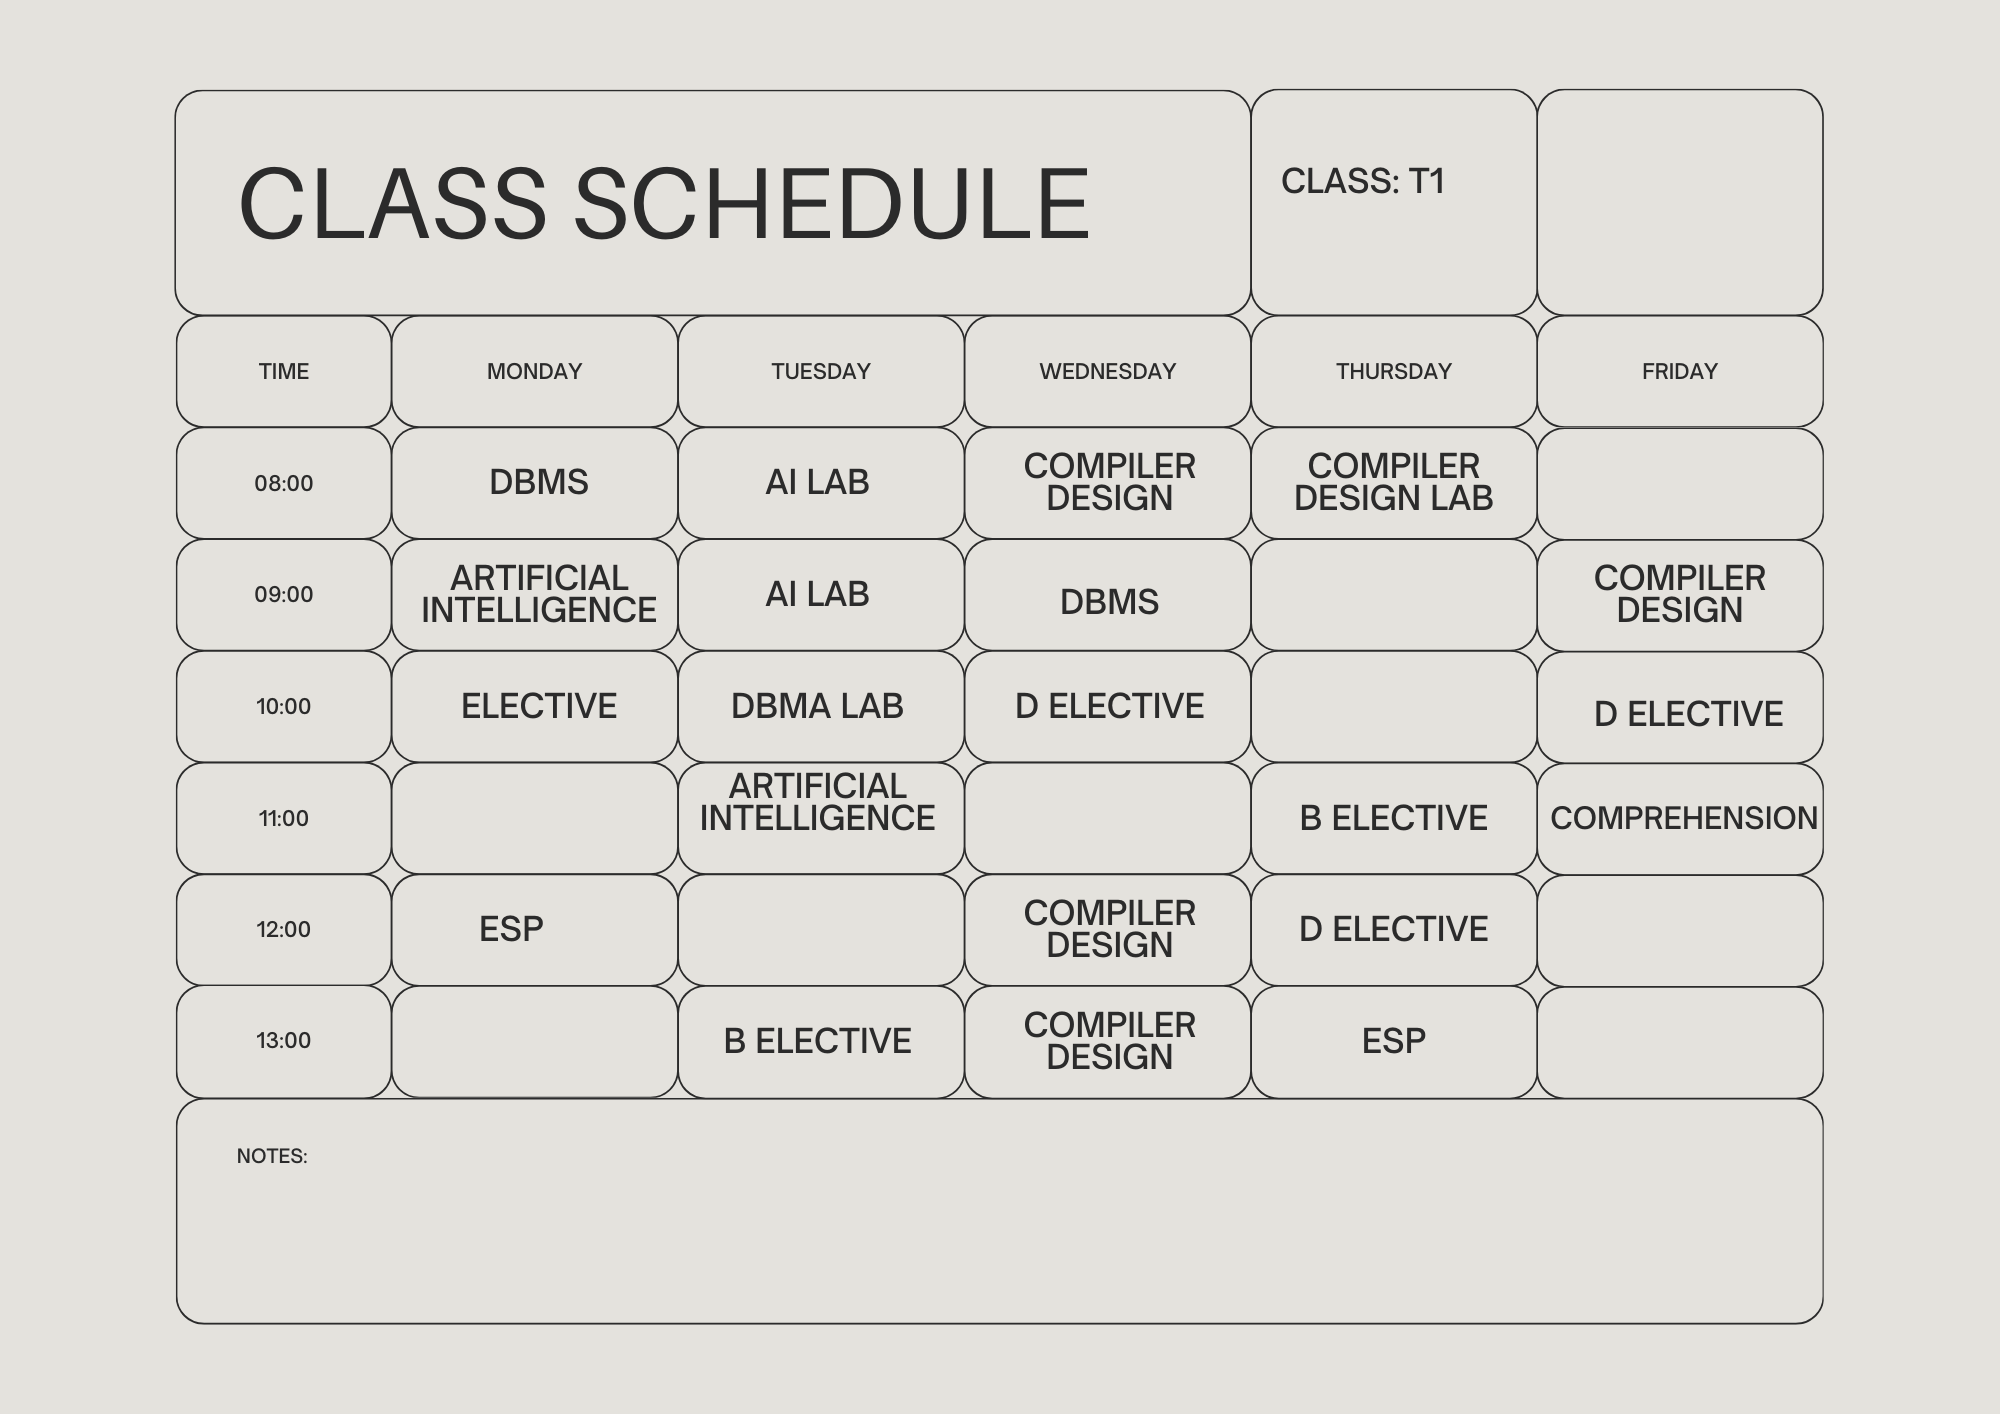 CLASS SCHEDULE
CLASS: T1
TIME
MONDAY
TUESDAY
WEDNESDAY
THURSDAY
FRIDAY
08:00
DBMS
AI LAB
COMPILER
DESIGN
COMPILER
DESIGN LAB
09:00
ARTIFICIAL
INTELLIGENCE
AI LAB
DBMS
COMPILER
DESIGN
10:00
ELECTIVE
DBMA LAB
D ELECTIVE
D ELECTIVE
11:00
ARTIFICIAL
INTELLIGENCE
B ELECTIVE
COMPREHENSION
12:00
ESP
COMPILER
DESIGN
D ELECTIVE
13:00
B ELECTIVE
COMPILER
DESIGN
ESP
NOTES: